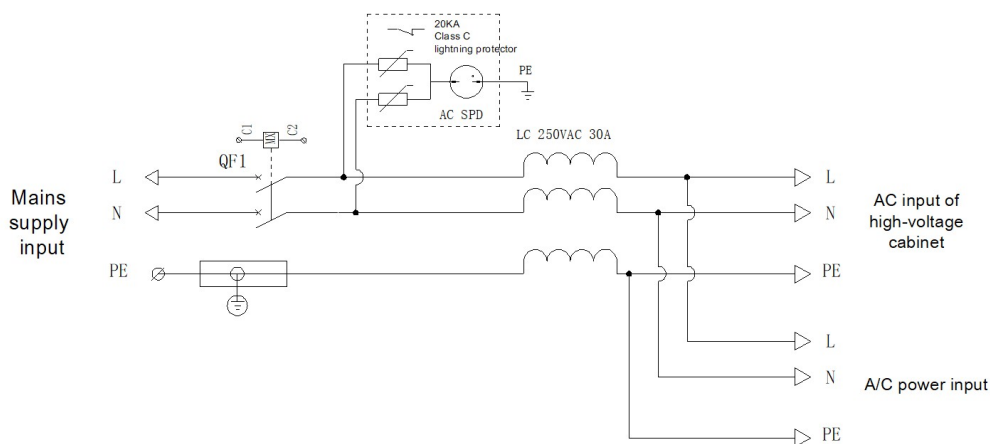 20KA
Class C
lightning protector
PE
AC SPD
C1
MX
C2
QF1
LC 250VAC 30A
Mains
supply
input
L
N
PE
L
N
PE
AC input of
high-voltage
cabinet
L
N
PE
A/C power input